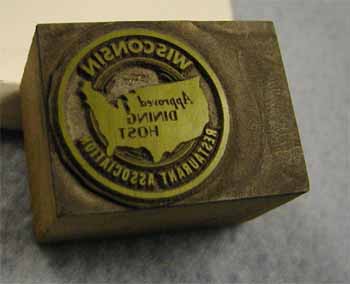 WISCONSIN
Approved
DINING
HOST
RESTAURANT ASSOCIATION